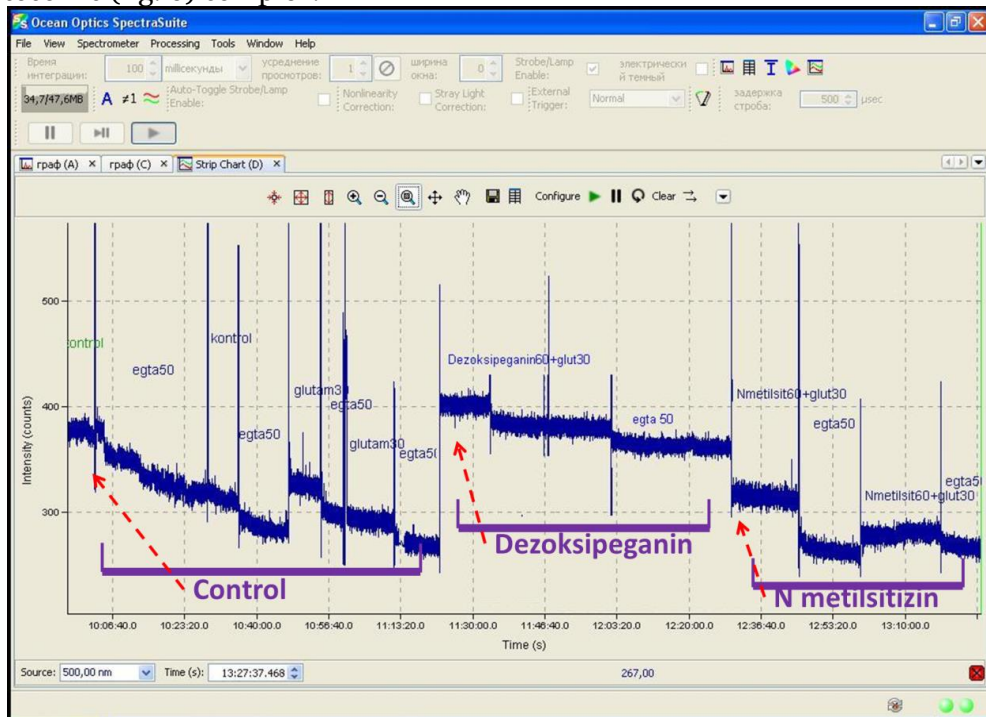 Ocean Optics SpectraSuite
File View Spectrometer Processing Tools Window Help
Время интеграции: 100 миллисекунды усреднение просмотров: 1 ширина окна: 0 Strobe/Lamp Enable: электрически й темный
34,7/47,6MB A ≠1 Auto-Toggle Strobe/Lamp Enable: Nonlinearity Correction: Stray Light Correction: External Trigger: Normal задержка строба: 500 µsec
граф (A) × граф (C) × Strip Chart (D) ×
Configure Clear
500
400
300
Intensity (counts)
ontrol
egta50
kontrol
egta50
glutam30
egta50
glutam30
egta50
Dezoksipeganin60+glut30
egta 50
Nmetilsit60+glut30
egta50
Nmetilsit60+glut30
egta5
Control
Dezoksipeganin
N metilsitizin
10:06:40.0 10:23:20.0 10:40:00.0 10:56:40.0 11:13:20.0 11:30:00.0 11:46:40.0 12:03:20.0 12:20:00.0 12:36:40.0 12:53:20.0 13:10:00.0
Time (s)
Source: 500,00 nm Time (s): 13:27:37.468 267,00